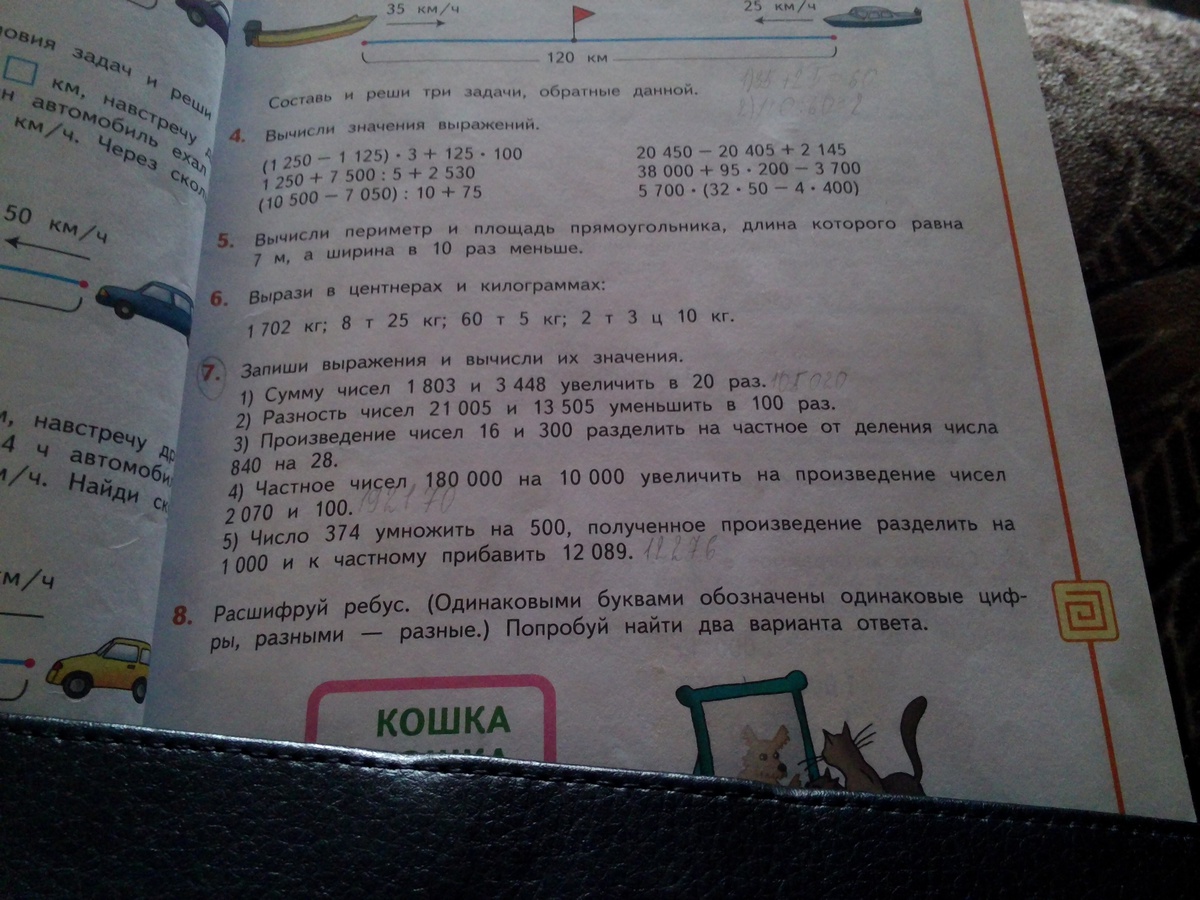 35 км/ч
25 км/ч
120 км
Составь и реши три задачи, обратные данной.
4. Вычисли значения выражений.
(1 250 − 1 125) · 3 + 125 · 100
1 250 + 7 500 : 5 + 2 530
(10 500 − 7 050) : 10 + 75
20 450 − 20 405 + 2 145
38 000 + 95 · 200 − 3 700
5 700 · (32 · 50 − 4 · 400)
5. Вычисли периметр и площадь прямоугольника, длина которого равна
7 м, а ширина в 10 раз меньше.
6. Вырази в центнерах и килограммах:
1 702 кг; 8 т 25 кг; 60 т 5 кг; 2 т 3 ц 10 кг.
7. Запиши выражения и вычисли их значения.
1) Сумму чисел 1 803 и 3 448 увеличить в 20 раз. 105020
2) Разность чисел 21 005 и 13 505 уменьшить в 100 раз.
3) Произведение чисел 16 и 300 разделить на частное от деления числа
840 на 28.
4) Частное чисел 180 000 на 10 000 увеличить на произведение чисел
2 070 и 100.
5) Число 374 умножить на 500, полученное произведение разделить на
1 000 и к частному прибавить 12 089. 12276
8. Расшифруй ребус. (Одинаковыми буквами обозначены одинаковые циф-
ры, разными — разные.) Попробуй найти два варианта ответа.
КОШКА
задач и реши
км, навстречу
автомобиль ехал
км/ч. Через
50 км/ч
навстречу
4 ч
Найди
км/ч